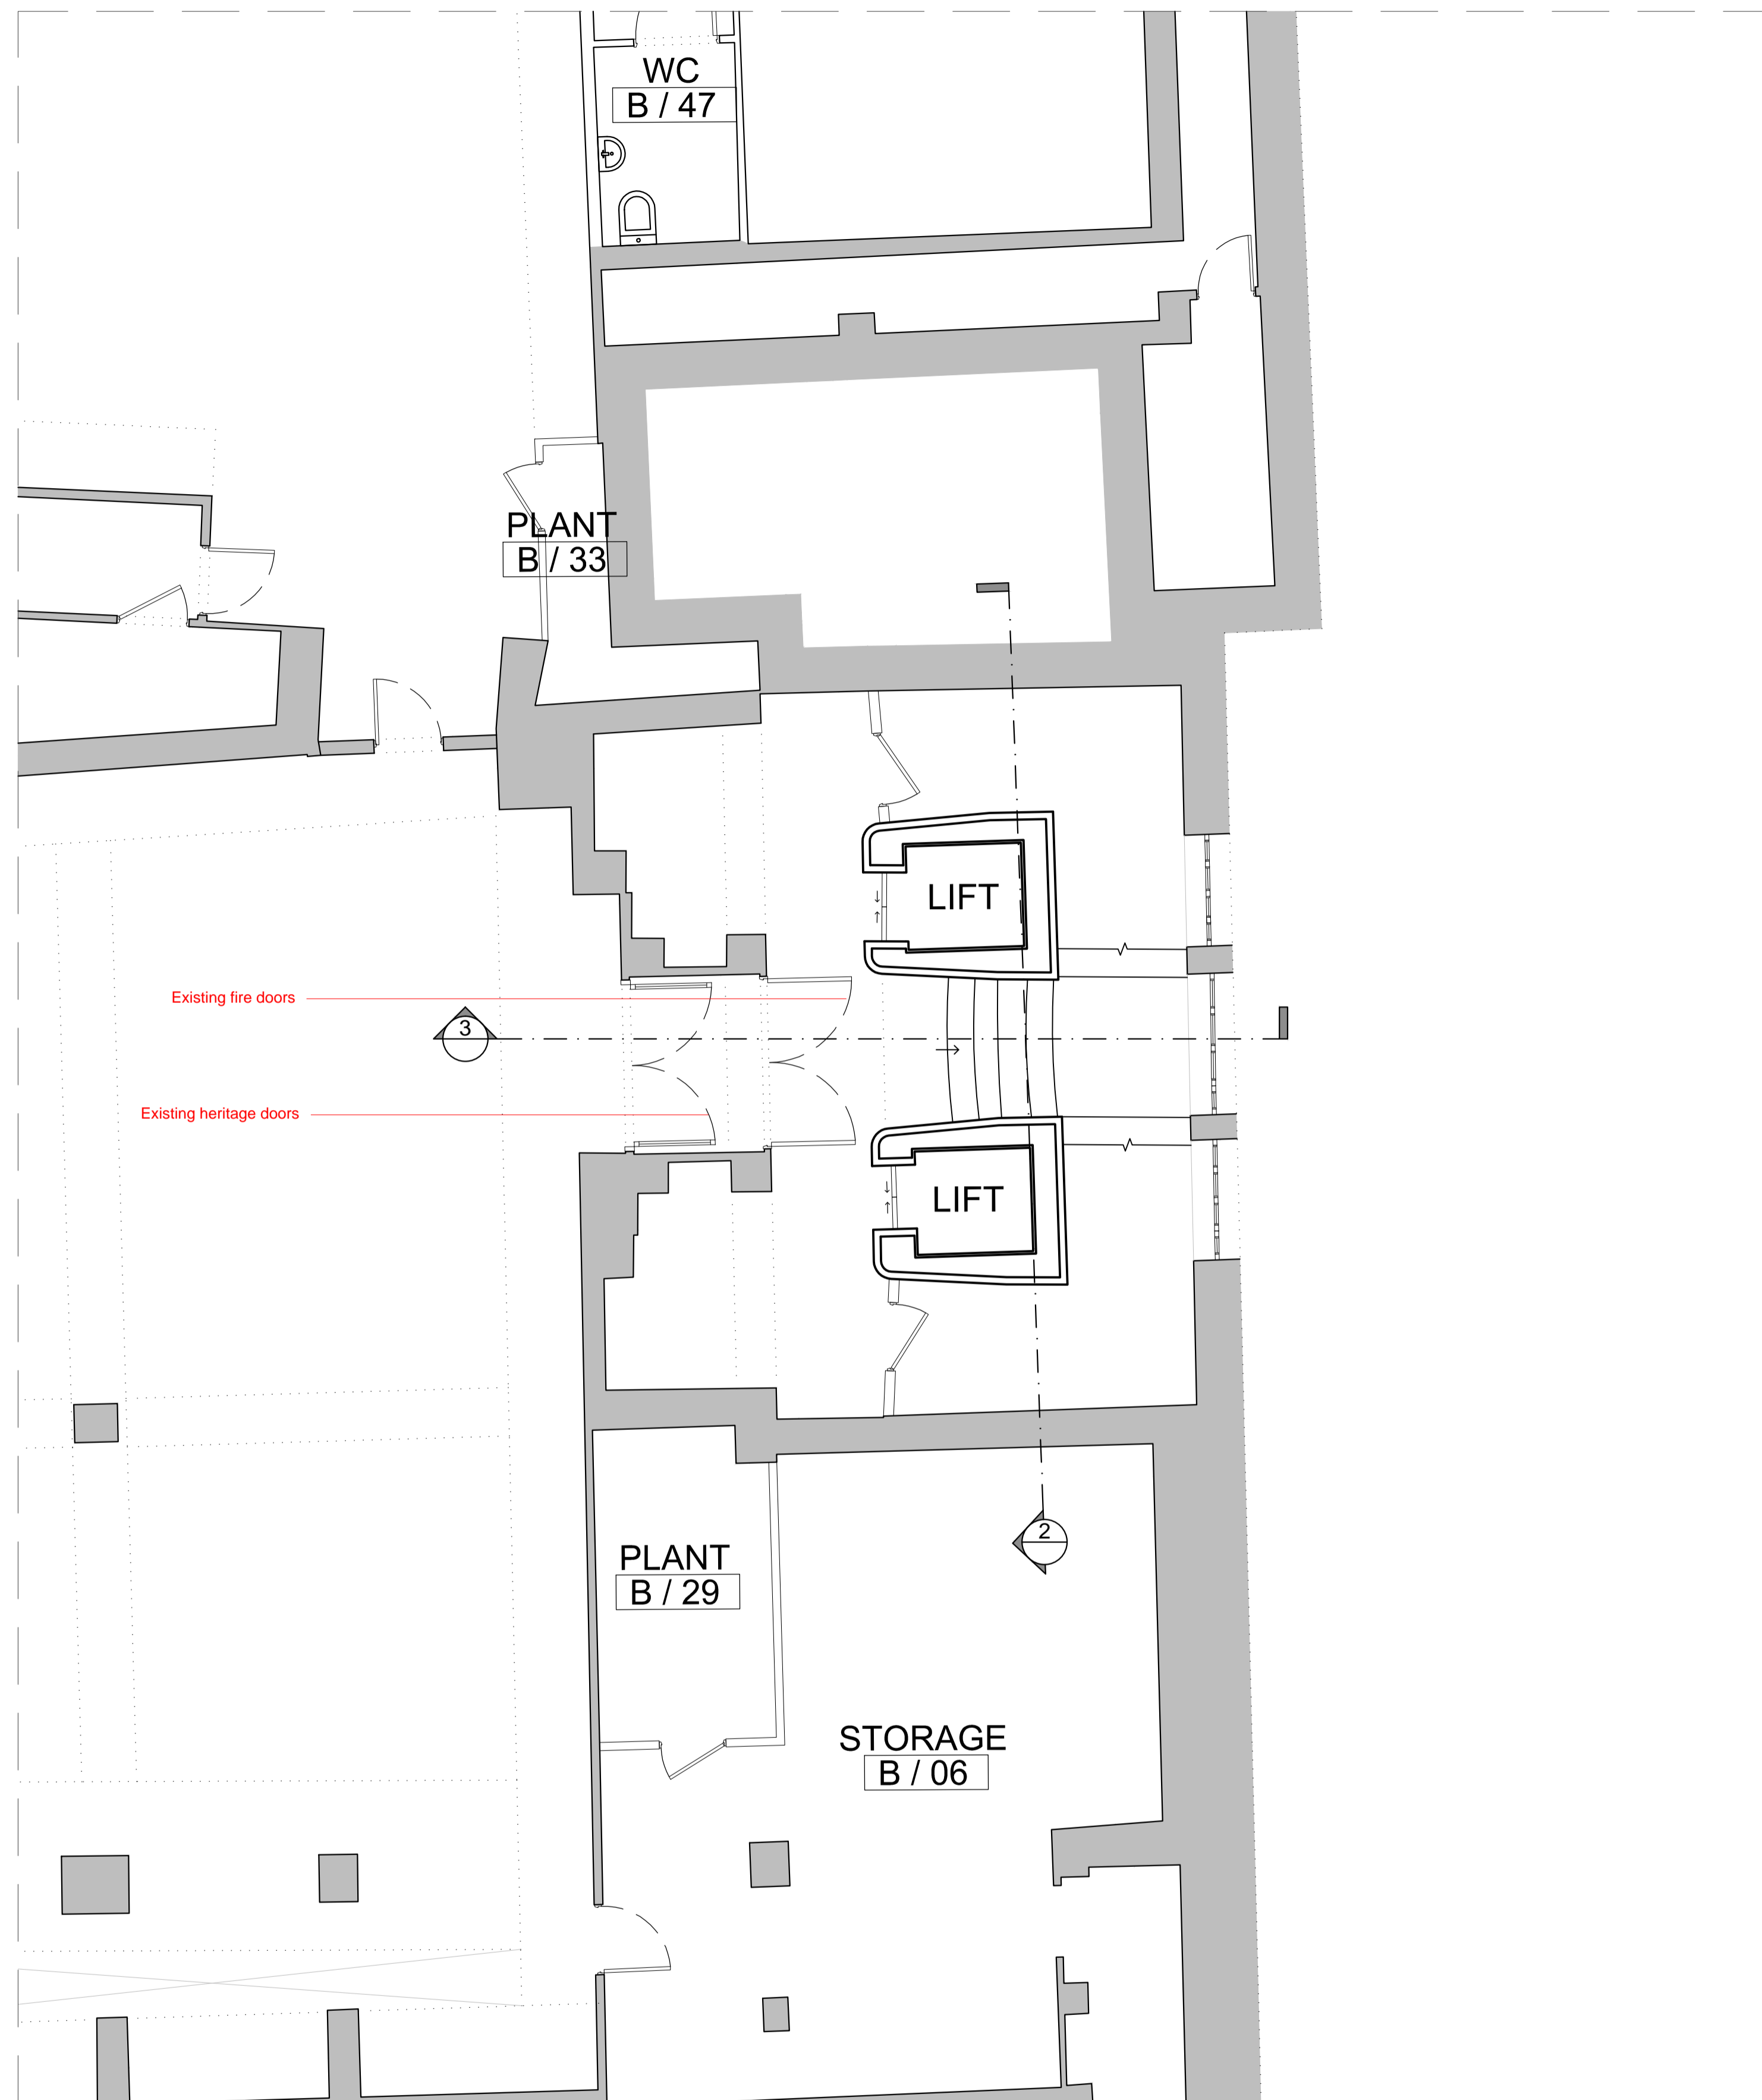 WC
B / 47
PLANT
B / 33
LIFT
Existing fire doors
3
Existing heritage doors
LIFT
2
PLANT
B / 29
STORAGE
B / 06